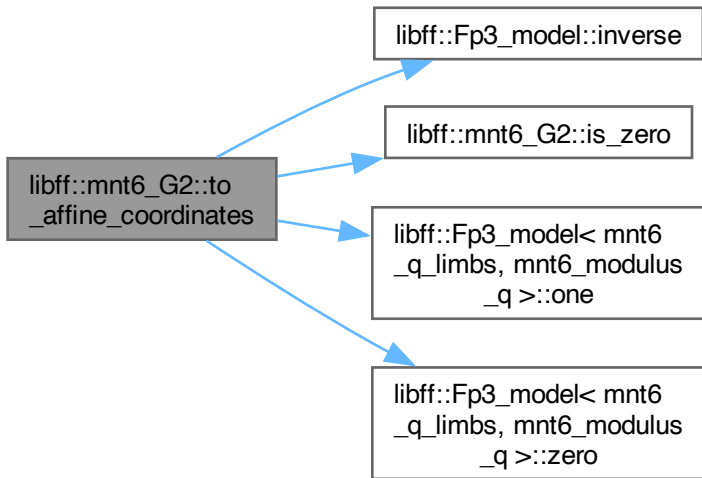 libff::mnt6_G2::to
_affine_coordinates
libff::Fp3_model::inverse
libff::mnt6_G2::is_zero
libff::Fp3_model< mnt6
_q_limbs, mnt6_modulus
_q >::one
libff::Fp3_model< mnt6
_q_limbs, mnt6_modulus
_q >::zero